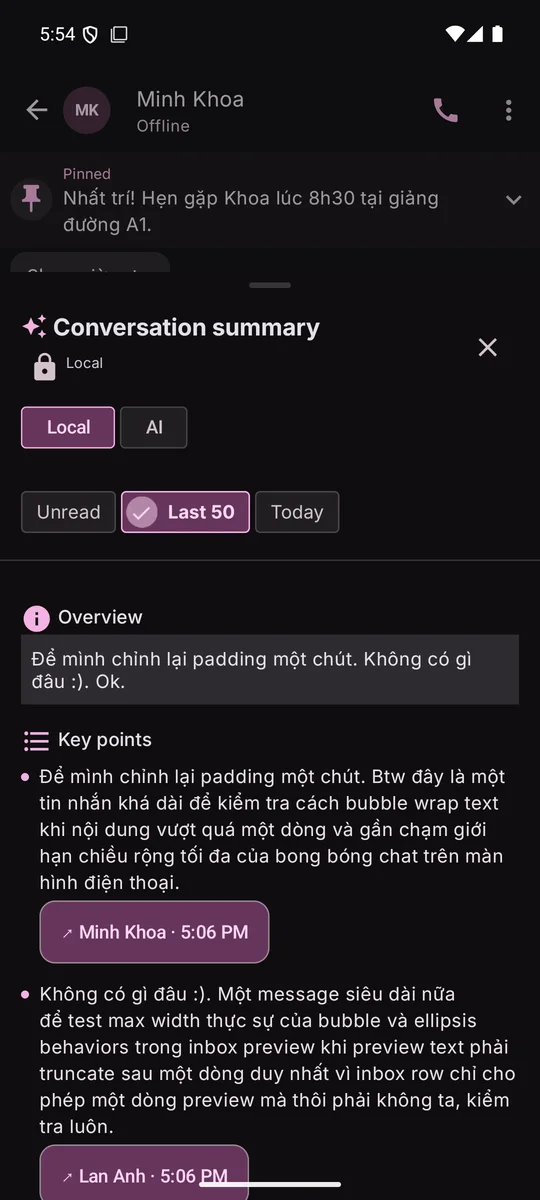 5:54
MK
Minh Khoa
Offline
Pinned
Nhất trí! Hẹn gặp Khoa lúc 8h30 tại giảng
đường A1.
Conversation summary
Local
Local
AI
Unread
Last 50
Today
Overview
Để mình chỉnh lại padding một chút. Không có gì
đâu :). Ok.
Key points
Để mình chỉnh lại padding một chút. Btw đây là một
tin nhắn khá dài để kiểm tra cách bubble wrap text
khi nội dung vượt quá một dòng và gần chạm giới
hạn chiều rộng tối đa của bong bóng chat trên màn
hình điện thoại.
↗ Minh Khoa · 5:06 PM
Không có gì đâu :). Một message siêu dài nữa
để test max width thực sự của bubble và ellipsis
behaviors trong inbox preview khi preview text phải
truncate sau một dòng duy nhất vì inbox row chỉ cho
phép một dòng preview mà thôi phải không ta, kiểm
tra luôn.
↗ Lan Anh · 5:06 PM